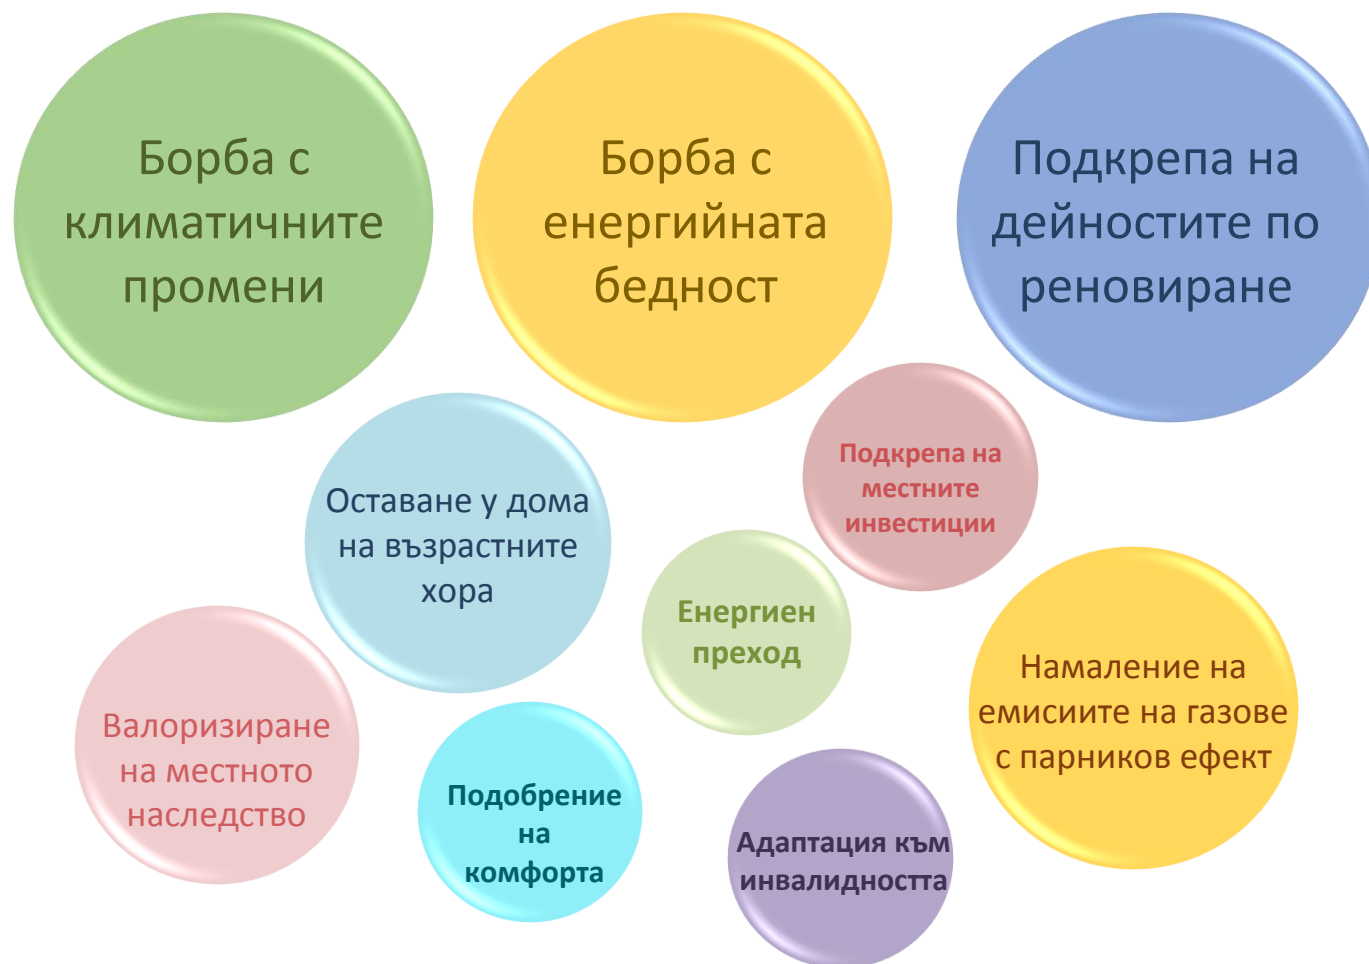 Борба с
климатичните
промени
Борба с
енергийната
бедност
Подкрепа на
дейностите по
реновиране
Оставане у дома
на възрастните
хора
Подкрепа на
местните
инвестиции
Енергиен
преход
Намаление на
емисиите на газове
с парников ефект
Валоризиране
на местното
наследство
Подобрение
на
комфорта
Адаптация към
инвалидността